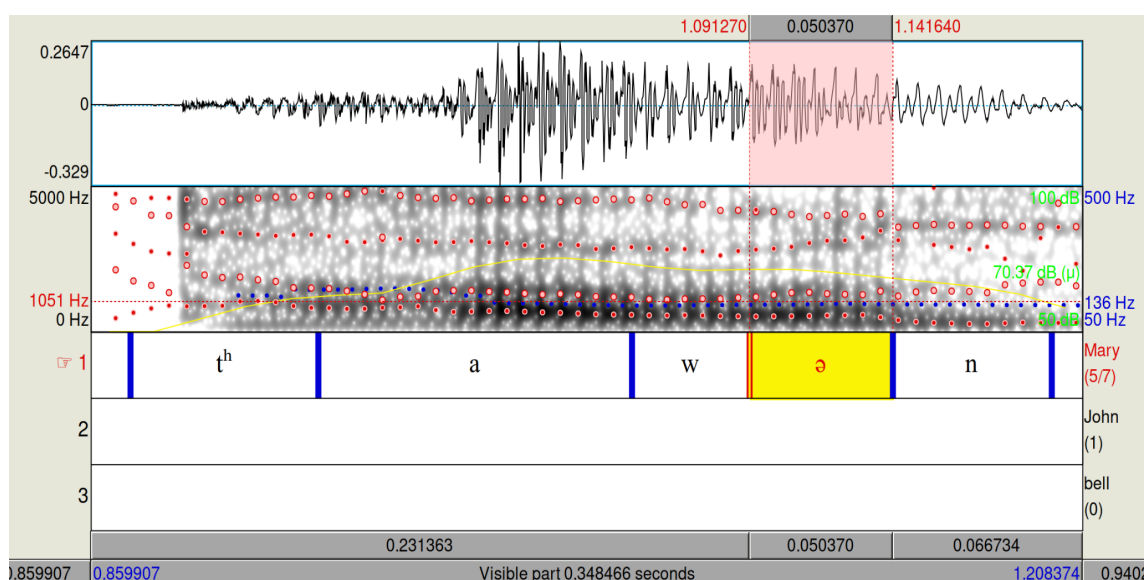 1.091270 0.050370 1.141640
0.2647
0
-0.329
5000 Hz 100 dB 500 Hz
70.37 dB (µ)
1051 Hz 136 Hz
0 Hz 50 dB 50 Hz
☞ 1 tʰ a w ə n Mary
(5/7)
2 John
(1)
3 bell
(0)
0.231363 0.050370 0.066734
0.859907 0.859907 Visible part 0.348466 seconds 1.208374